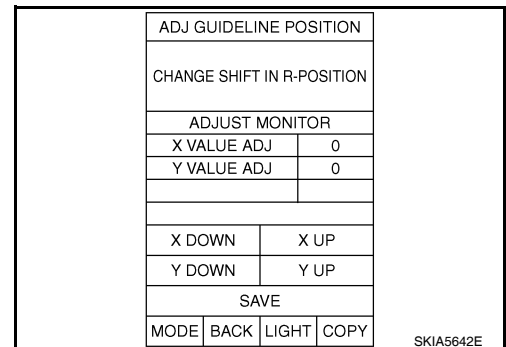 ADJ GUIDELINE POSITION
CHANGE SHIFT IN R-POSITION
ADJUST MONITOR
X VALUE ADJ 0
Y VALUE ADJ 0
X DOWN X UP
Y DOWN Y UP
SAVE
MODE BACK LIGHT COPY
SKIA5642E